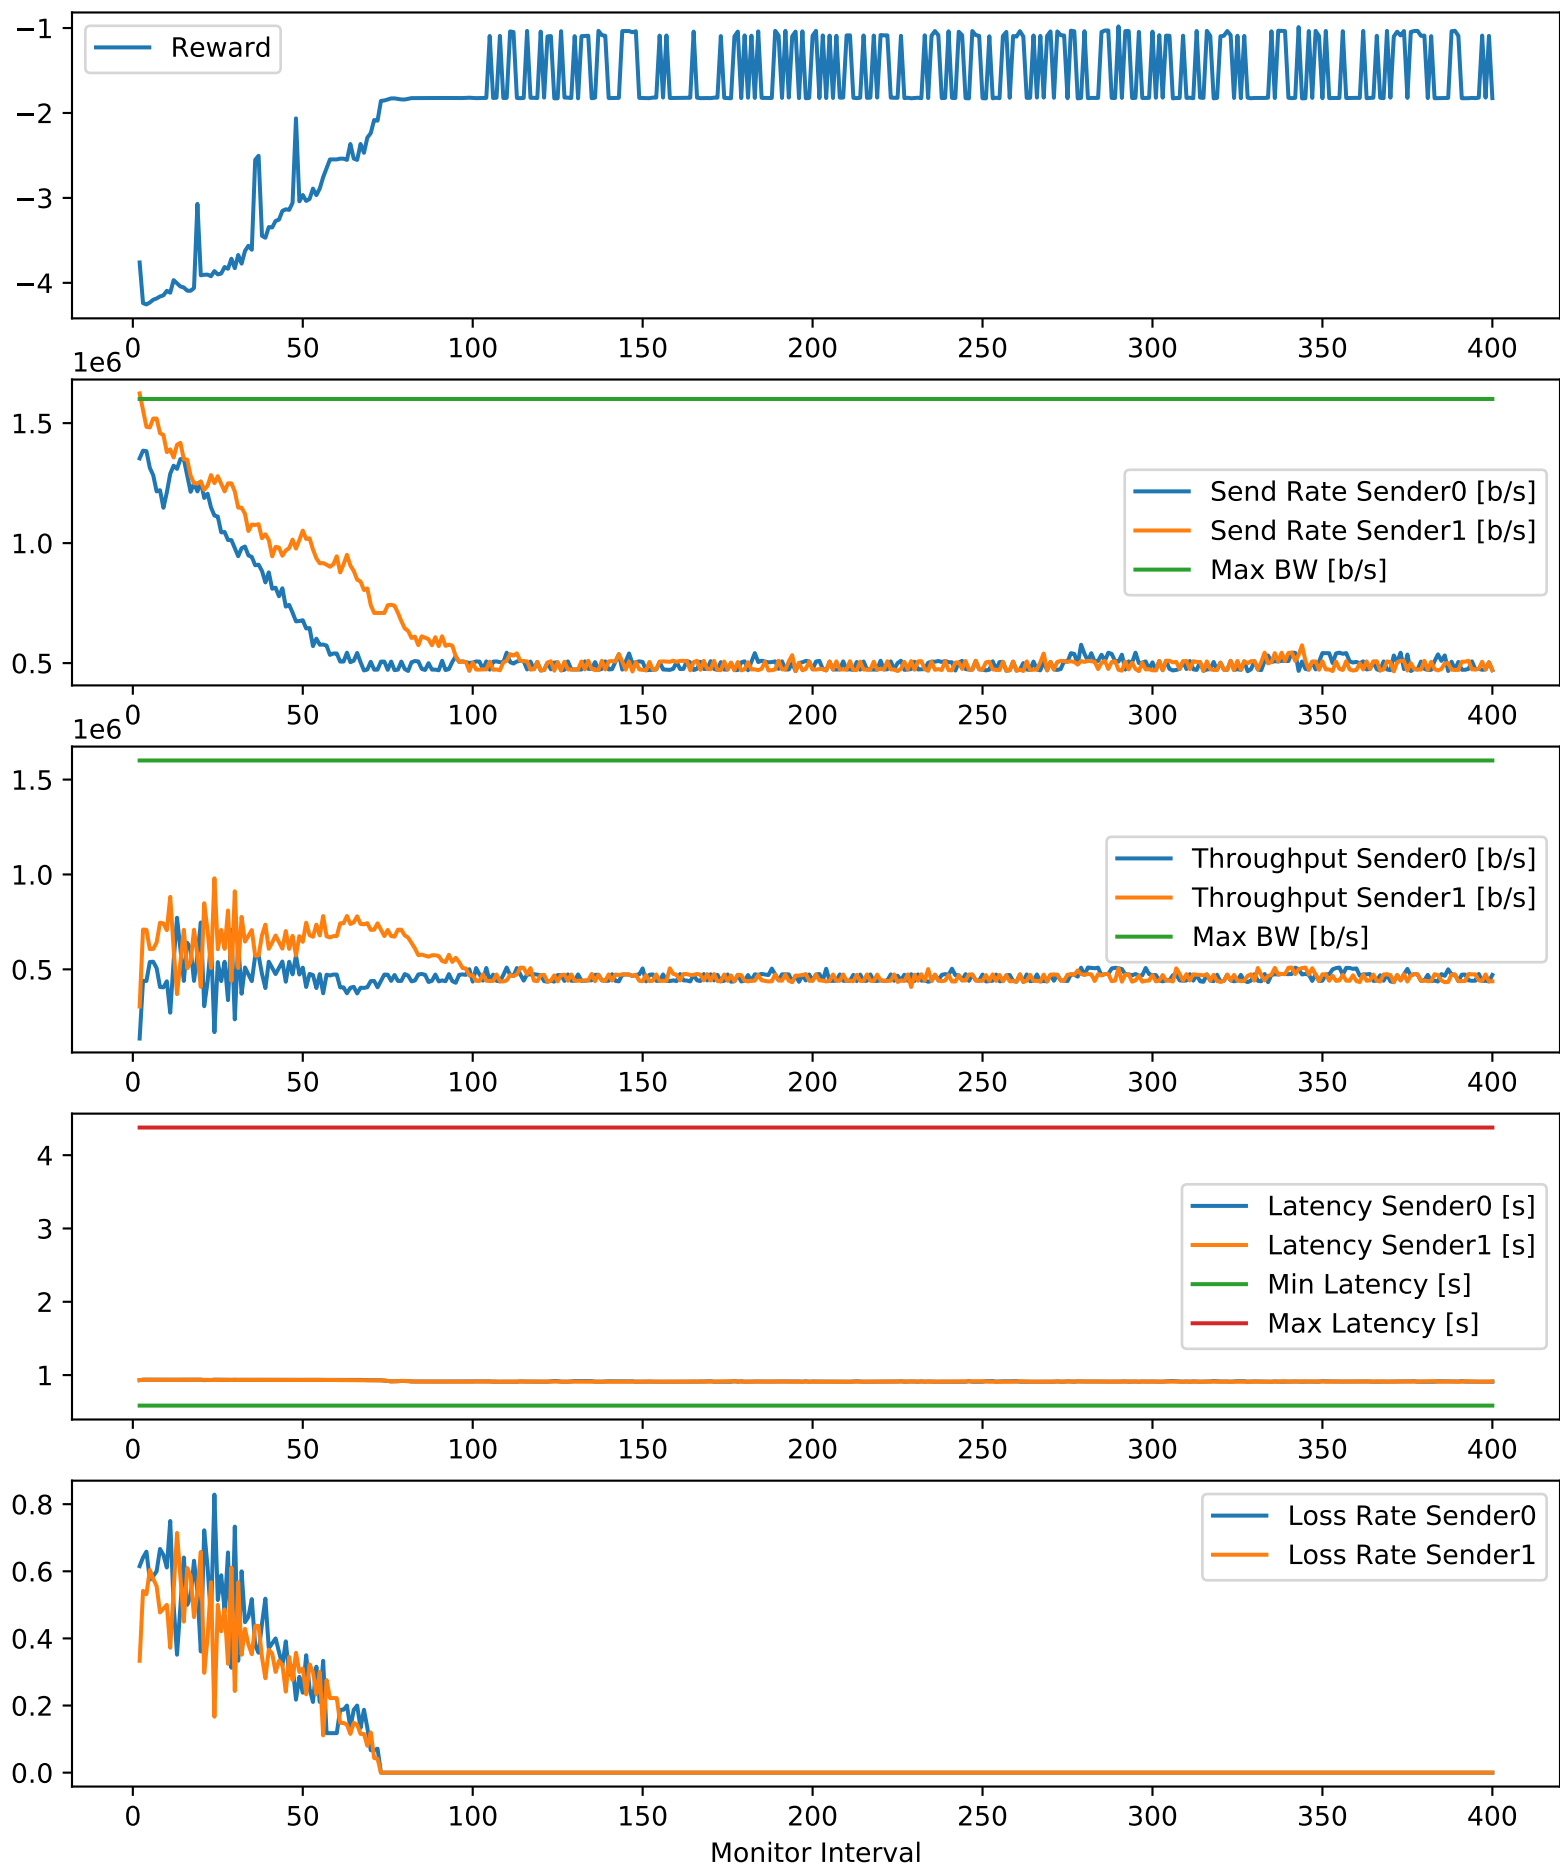 Reward
−1
−2
−3
−4
0 50 100 150 200 250 300 350 400
1e6
1.5
1.0
0.5
Send Rate Sender0 [b/s]
Send Rate Sender1 [b/s]
Max BW [b/s]
0 50 100 150 200 250 300 350 400
1e6
1.5
1.0
0.5
Throughput Sender0 [b/s]
Throughput Sender1 [b/s]
Max BW [b/s]
0 50 100 150 200 250 300 350 400
4
3
2
1
Latency Sender0 [s]
Latency Sender1 [s]
Min Latency [s]
Max Latency [s]
0 50 100 150 200 250 300 350 400
0.8
0.6
0.4
0.2
0.0
Loss Rate Sender0
Loss Rate Sender1
0 50 100 150 200 250 300 350 400
Monitor Interval